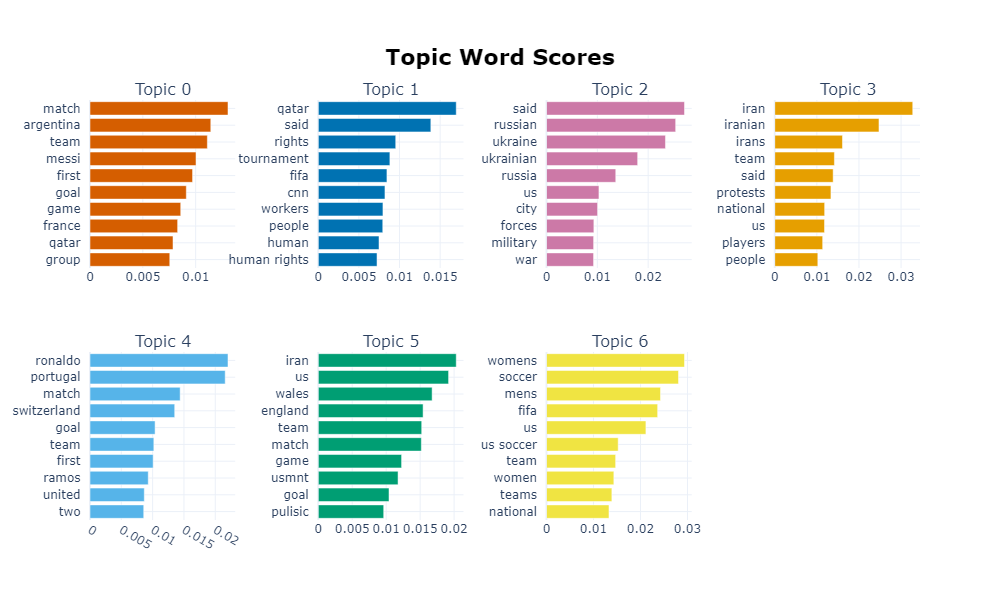 Topic Word Scores
Topic 0
match
argentina
team
messi
first
goal
game
france
qatar
group
0 0.005 0.01
Topic 1
qatar
said
rights
tournament
fifa
cnn
workers
people
human
human rights
0 0.005 0.01 0.015
Topic 2
said
russian
ukraine
ukrainian
russia
us
city
forces
military
war
0 0.01 0.02
Topic 3
iran
iranian
irans
team
said
protests
national
us
players
people
0 0.01 0.02 0.03
Topic 4
ronaldo
portugal
match
switzerland
goal
team
first
ramos
united
two
0 0.005 0.01 0.015 0.02
Topic 5
iran
us
wales
england
team
match
game
usmnt
goal
pulisic
0 0.005 0.01 0.015 0.02
Topic 6
womens
soccer
mens
fifa
us
us soccer
team
women
teams
national
0 0.01 0.02 0.03